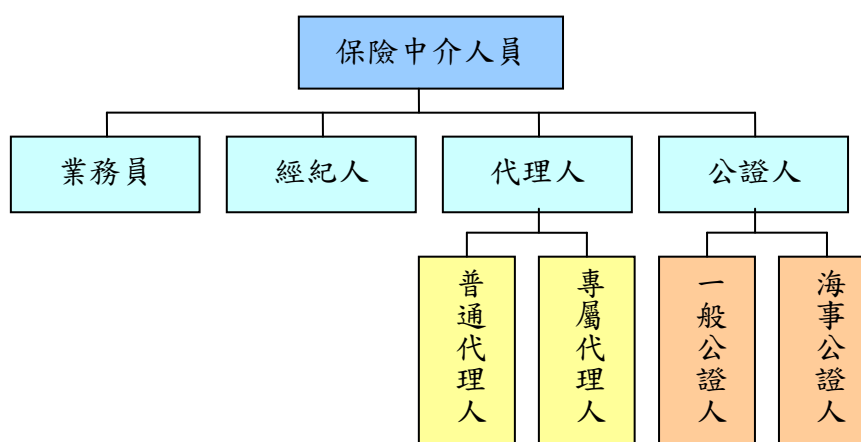 保險中介人員
業務員
經紀人
代理人
公證人
普通代理人
專屬代理人
一般公證人
海事公證人